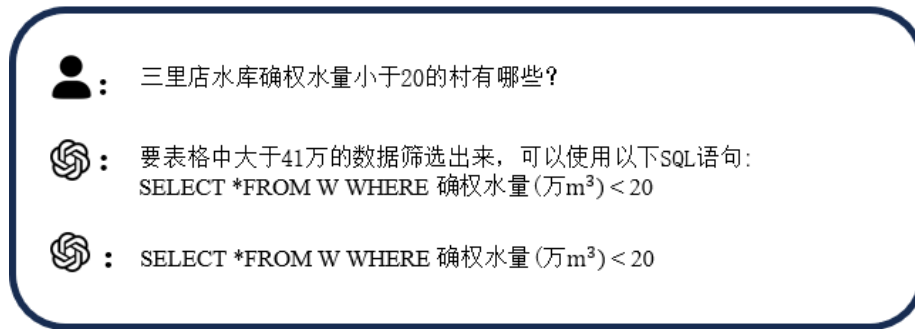 : 三里店水库确权水量小于20的村有哪些?
: 要表格中大于41万的数据筛选出来，可以使用以下SQL语句:
SELECT *FROM W WHERE 确权水量(万m³)<20
: SELECT *FROM W WHERE 确权水量(万m³)<20